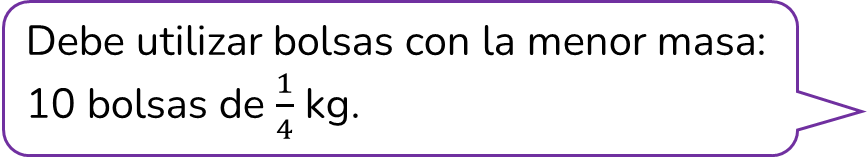 Debe utilizar bolsas con la menor masa:
10 bolsas de 1/4 kg.